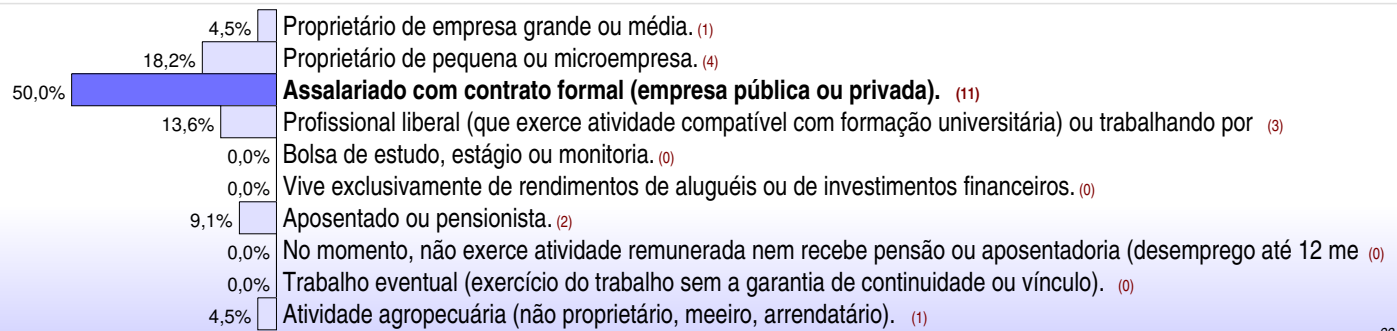 4,5% Proprietário de empresa grande ou média. (1)
18,2% Proprietário de pequena ou microempresa. (4)
50,0% Assalariado com contrato formal (empresa pública ou privada). (11)
13,6% Profissional liberal (que exerce atividade compatível com formação universitária) ou trabalhando por (3)
0,0% Bolsa de estudo, estágio ou monitoria. (0)
0,0% Vive exclusivamente de rendimentos de aluguéis ou de investimentos financeiros. (0)
9,1% Aposentado ou pensionista. (2)
0,0% No momento, não exerce atividade remunerada nem recebe pensão ou aposentadoria (desemprego até 12 me (0)
0,0% Trabalho eventual (exercício do trabalho sem a garantia de continuidade ou vínculo). (0)
4,5% Atividade agropecuária (não proprietário, meeiro, arrendatário). (1)